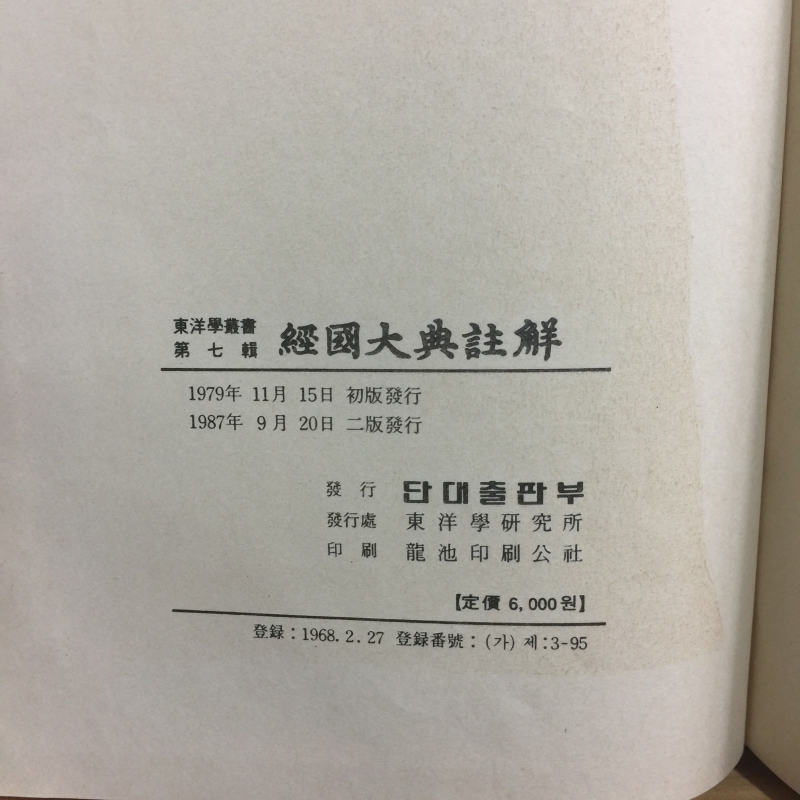 東洋學叢書
第七輯 經國大典註解
1979年 11月 15日 初版發行
1987年 9月 20日 二版發行
發行 단대출판부
發行處 東洋學研究所
印刷 龍池印刷公社
【定價 6,000원】
登録：1968. 2. 27 登録番號：(가) 제：3-95